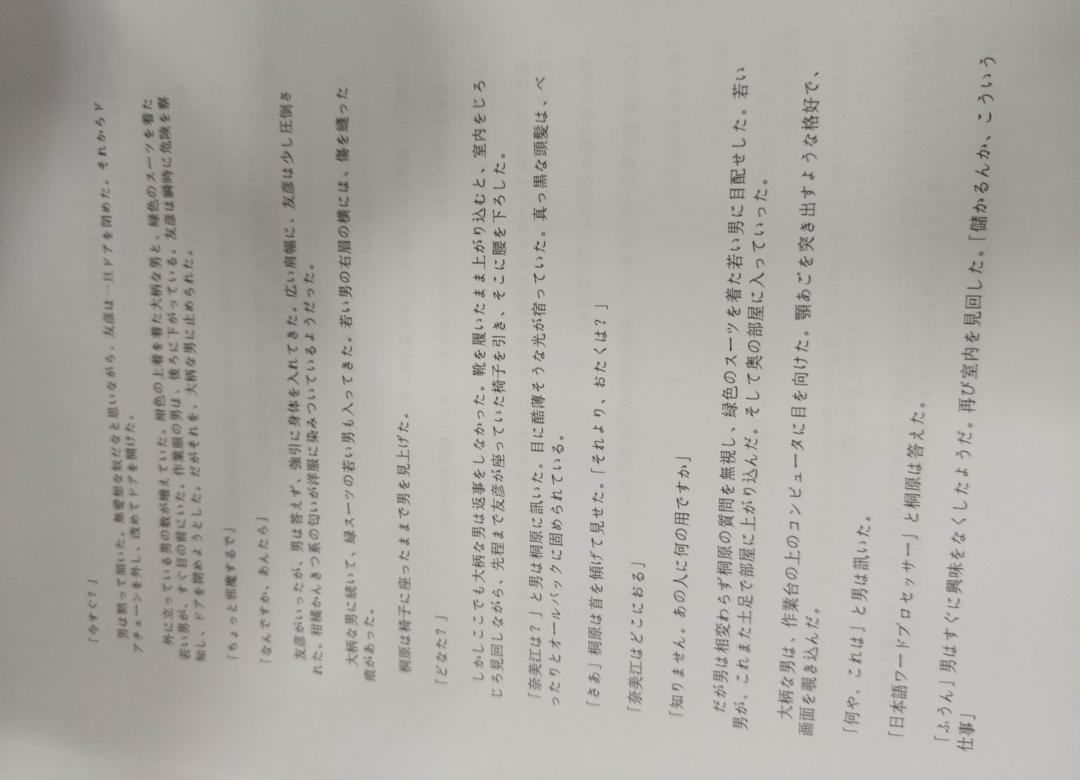 「今すぐ？」
男は黙って頷いた。無愛想な奴だなと思いながら、友彦は一旦ドアを閉めた。それからド
アチェーンを外し、改めてドアを開けた。
外に立っている男の数が増えていた。紺色の上着を着た大柄な男と、緑色のスーツを着た
若い男が、すぐ目の前にいた。作業服の男は、後ろに下がっている。友彦は瞬時に危険を察
知し、ドアを閉めようとした。だがそれを、大柄な男に止められた。
「ちょっと邪魔するで」
「なんですか、あんたら」
友彦がいったが、男は答えず、強引に身体を入れてきた。広い肩幅に、友彦は少し圧倒さ
れた。柑橘かんきつ系の匂いが洋服に染みついているようだった。
大柄な男に続いて、緑スーツの若い男も入ってきた。若い男の右眉の横には、傷を縫った
痕があった。
桐原は椅子に座ったままで男を見上げた。
「どなた？」
しかしここでも大柄な男は返事をしなかった。靴を履いたまま上がり込むと、室内をじろ
じろ見回しながら、先程まで友彦が座っていた椅子を引き、そこに腰を下ろした。
「奈美江は？」と男は桐原に訊いた。目に酷薄そうな光が宿っていた。真っ黒な頭髪は、べ
ったりとオールバックに固められている。
「さあ」桐原は首を傾げて見せた。「それより、おたくは？」
「奈美江はどこにおる」
「知りません。あの人に何の用ですか」
だが男は相変わらず桐原の質問を無視し、緑色のスーツを着た若い男に目配せした。若い
男が、これまた土足で部屋に上がり込んだ。そして奥の部屋に入っていった。
大柄な男は、作業台の上のコンピュータに目を向けた。顎あごを突き出すような格好で、
画面を覗き込んだ。
「何や、これは」と男は訊いた。
「日本語ワードプロセッサー」と桐原は答えた。
「ふうん」男はすぐに興味をなくしたようだ。再び室内を見回した。「儲かるんか、こういう
仕事」